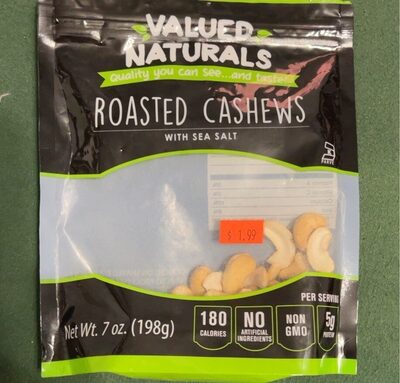 VALUED
NATURALS
Quality you can See...and taste!
ROASTED CASHEWS
WITH SEA SALT
$ 1.99
PER SERVING
Net Wt. 7 oz. (198g)
180
CALORIES
NO
ARTIFICIAL
INGREDIENTS
NON
GMO
5g
PROTEIN